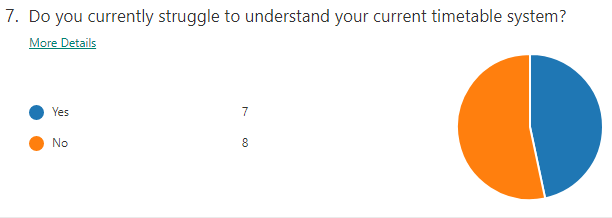 7. Do you currently struggle to understand your current timetable system?
More Details
Yes 7
No 8